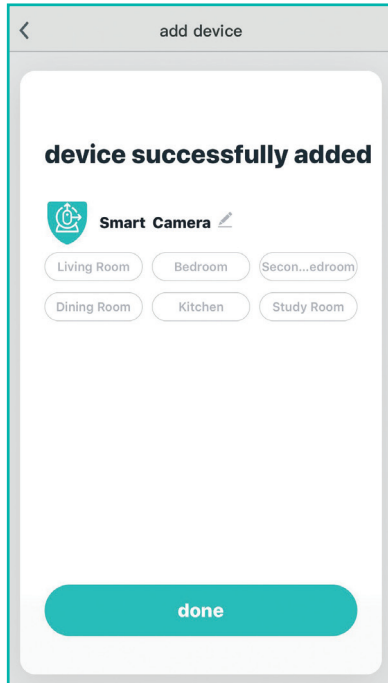 add device
device successfully added
Smart Camera
Living Room Bedroom Secon...edroom
Dining Room Kitchen Study Room
done